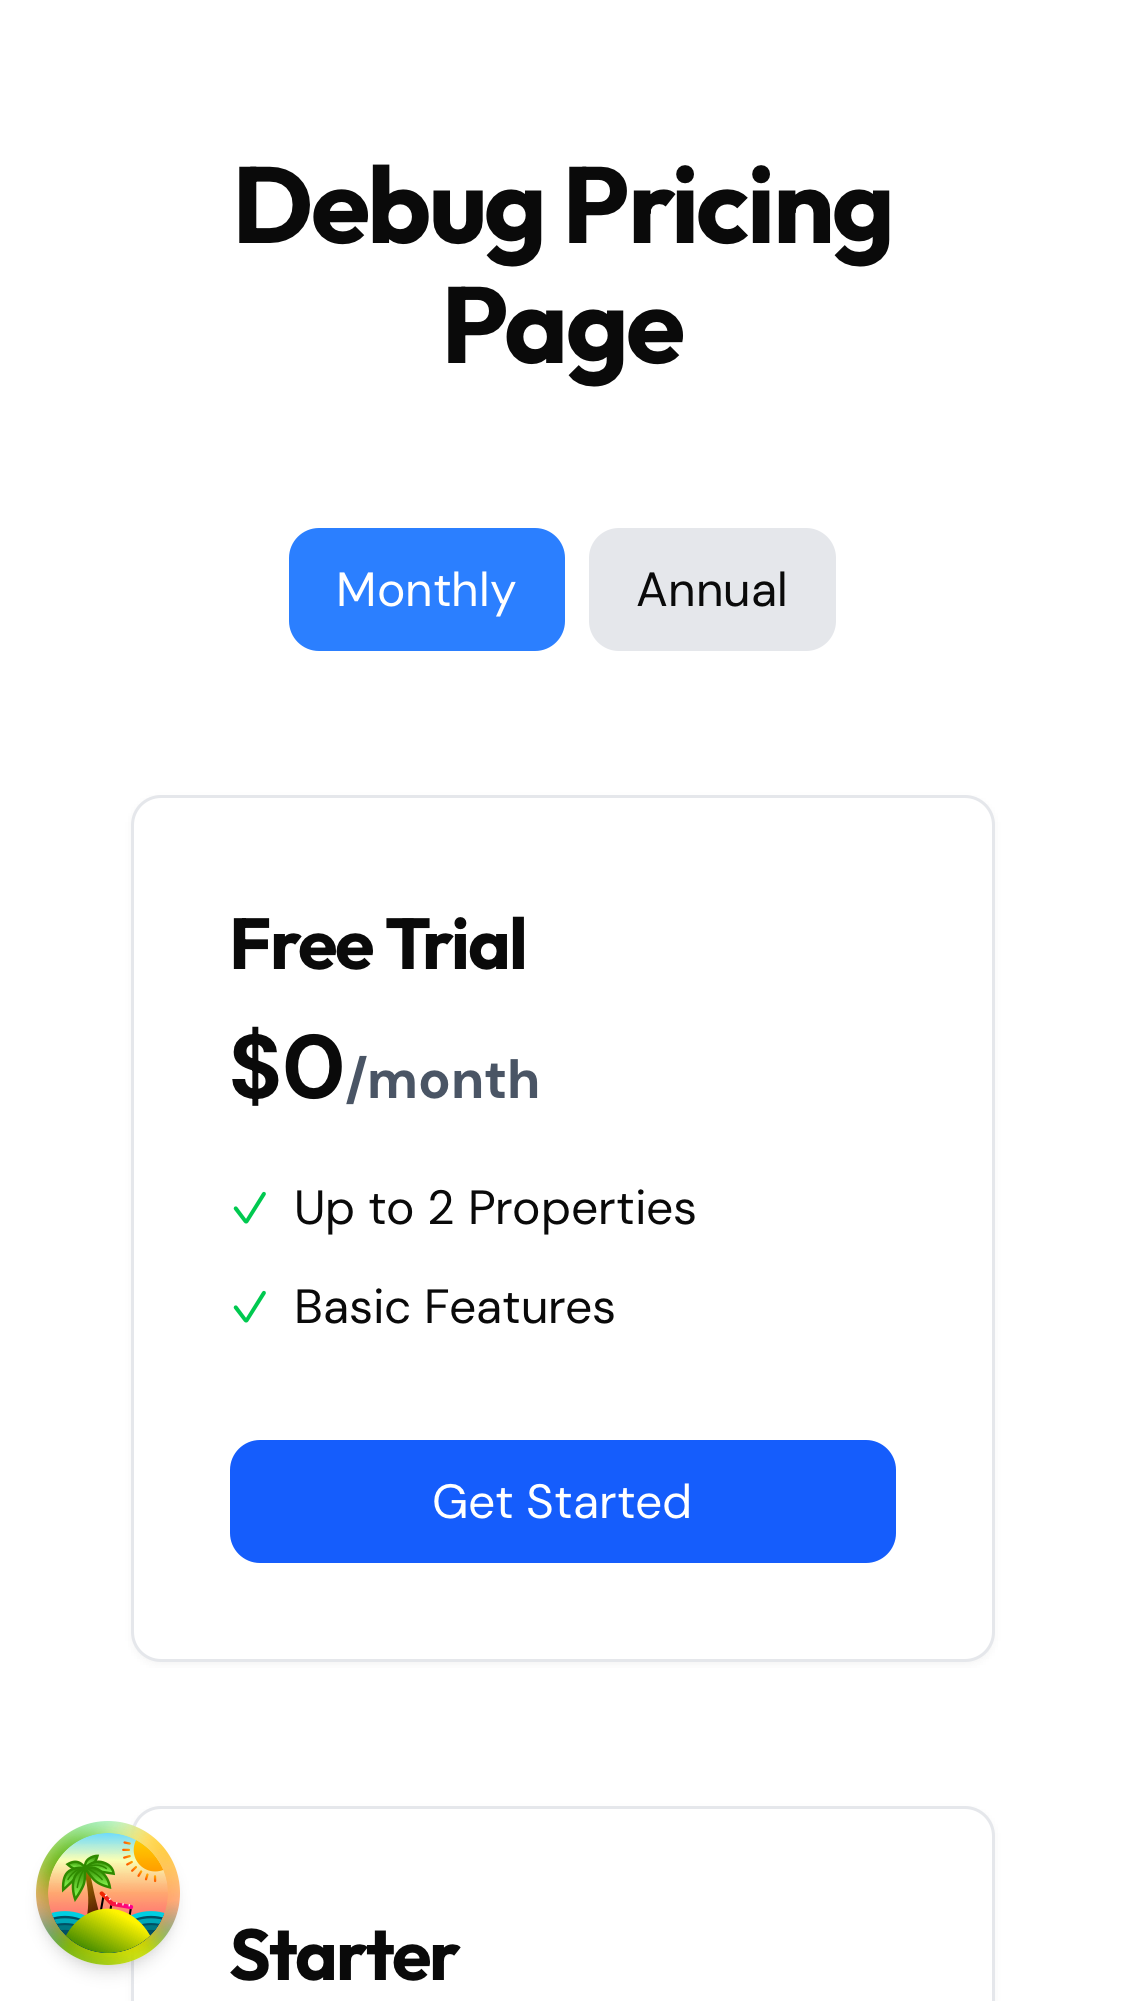 Debug Pricing
Page
Monthly
Annual
Free Trial
$0/month
Up to 2 Properties
Basic Features
Get Started
Starter